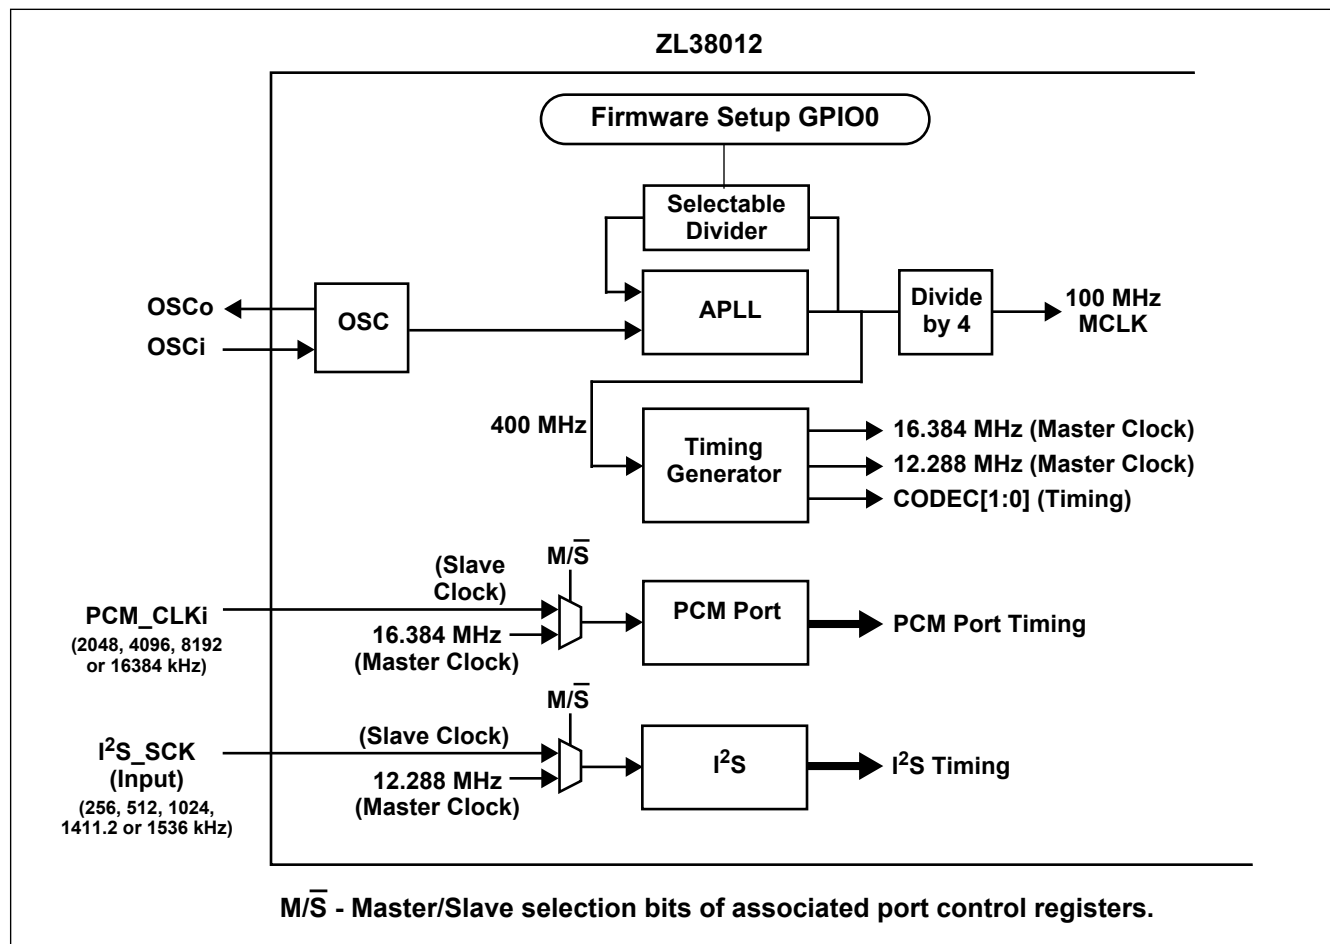 ZL38012
Firmware Setup GPIO0
Selectable
Divider
OSCo
OSCi
OSC
APLL
Divide
by 4
100 MHz
MCLK
400 MHz
Timing
Generator
16.384 MHz (Master Clock)
12.288 MHz (Master Clock)
CODEC[1:0] (Timing)
M/S̅
(Slave
Clock)
PCM_CLKi
(2048, 4096, 8192
or 16384 kHz)
16.384 MHz
(Master Clock)
PCM Port
PCM Port Timing
M/S̅
I²S_SCK
(Input)
(256, 512, 1024,
1411.2 or 1536 kHz)
(Slave Clock)
12.288 MHz
(Master Clock)
I²S
I²S Timing
M/S̅ - Master/Slave selection bits of associated port control registers.